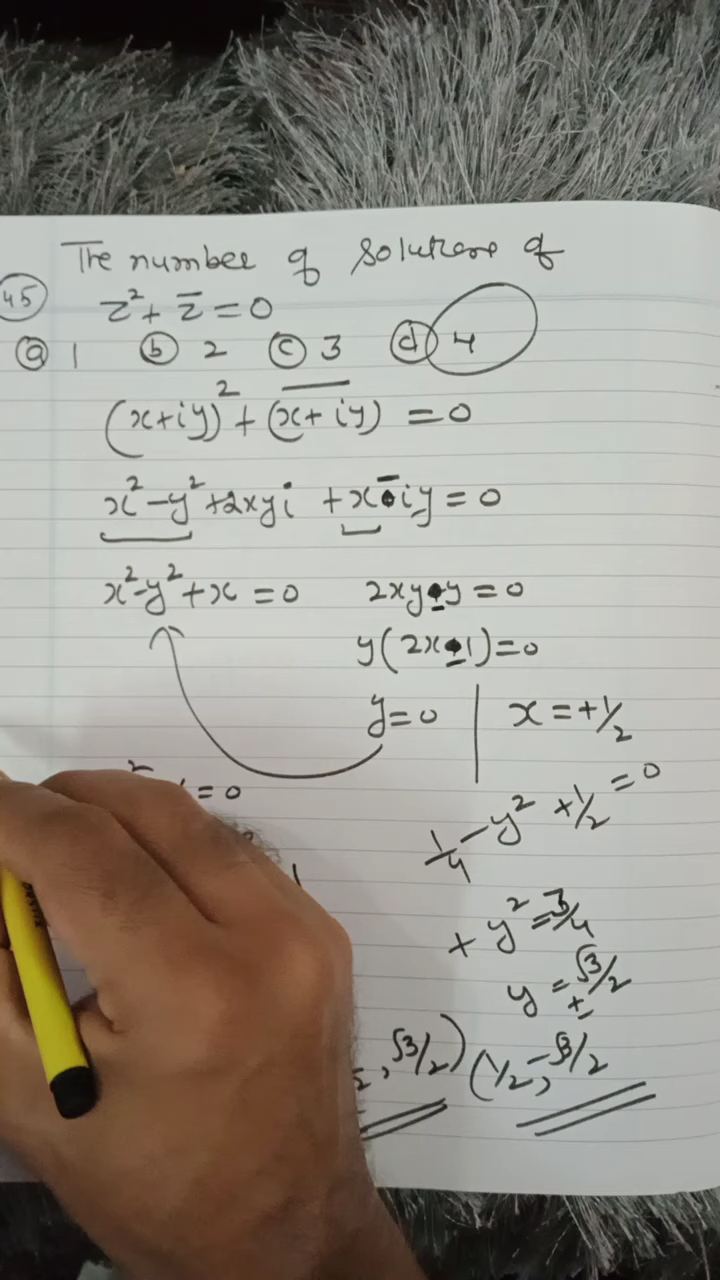 The number of solutions of
45
z² + z̅ = 0
ⓐ 1 ⓑ 2 ⓒ 3 ⓓ 4
(x+iy)² + (x+iy) = 0
x²-y²+2xyi + x-iy = 0
x²-y²+x = 0 2xy-y = 0
y(2x-1)=0
y=0 x = +1/2
= 0
1/4 - y² + 1/2 = 0
+ y² = 3/4
y = ± √3/2
, √3/2) (1/2, -√3/2